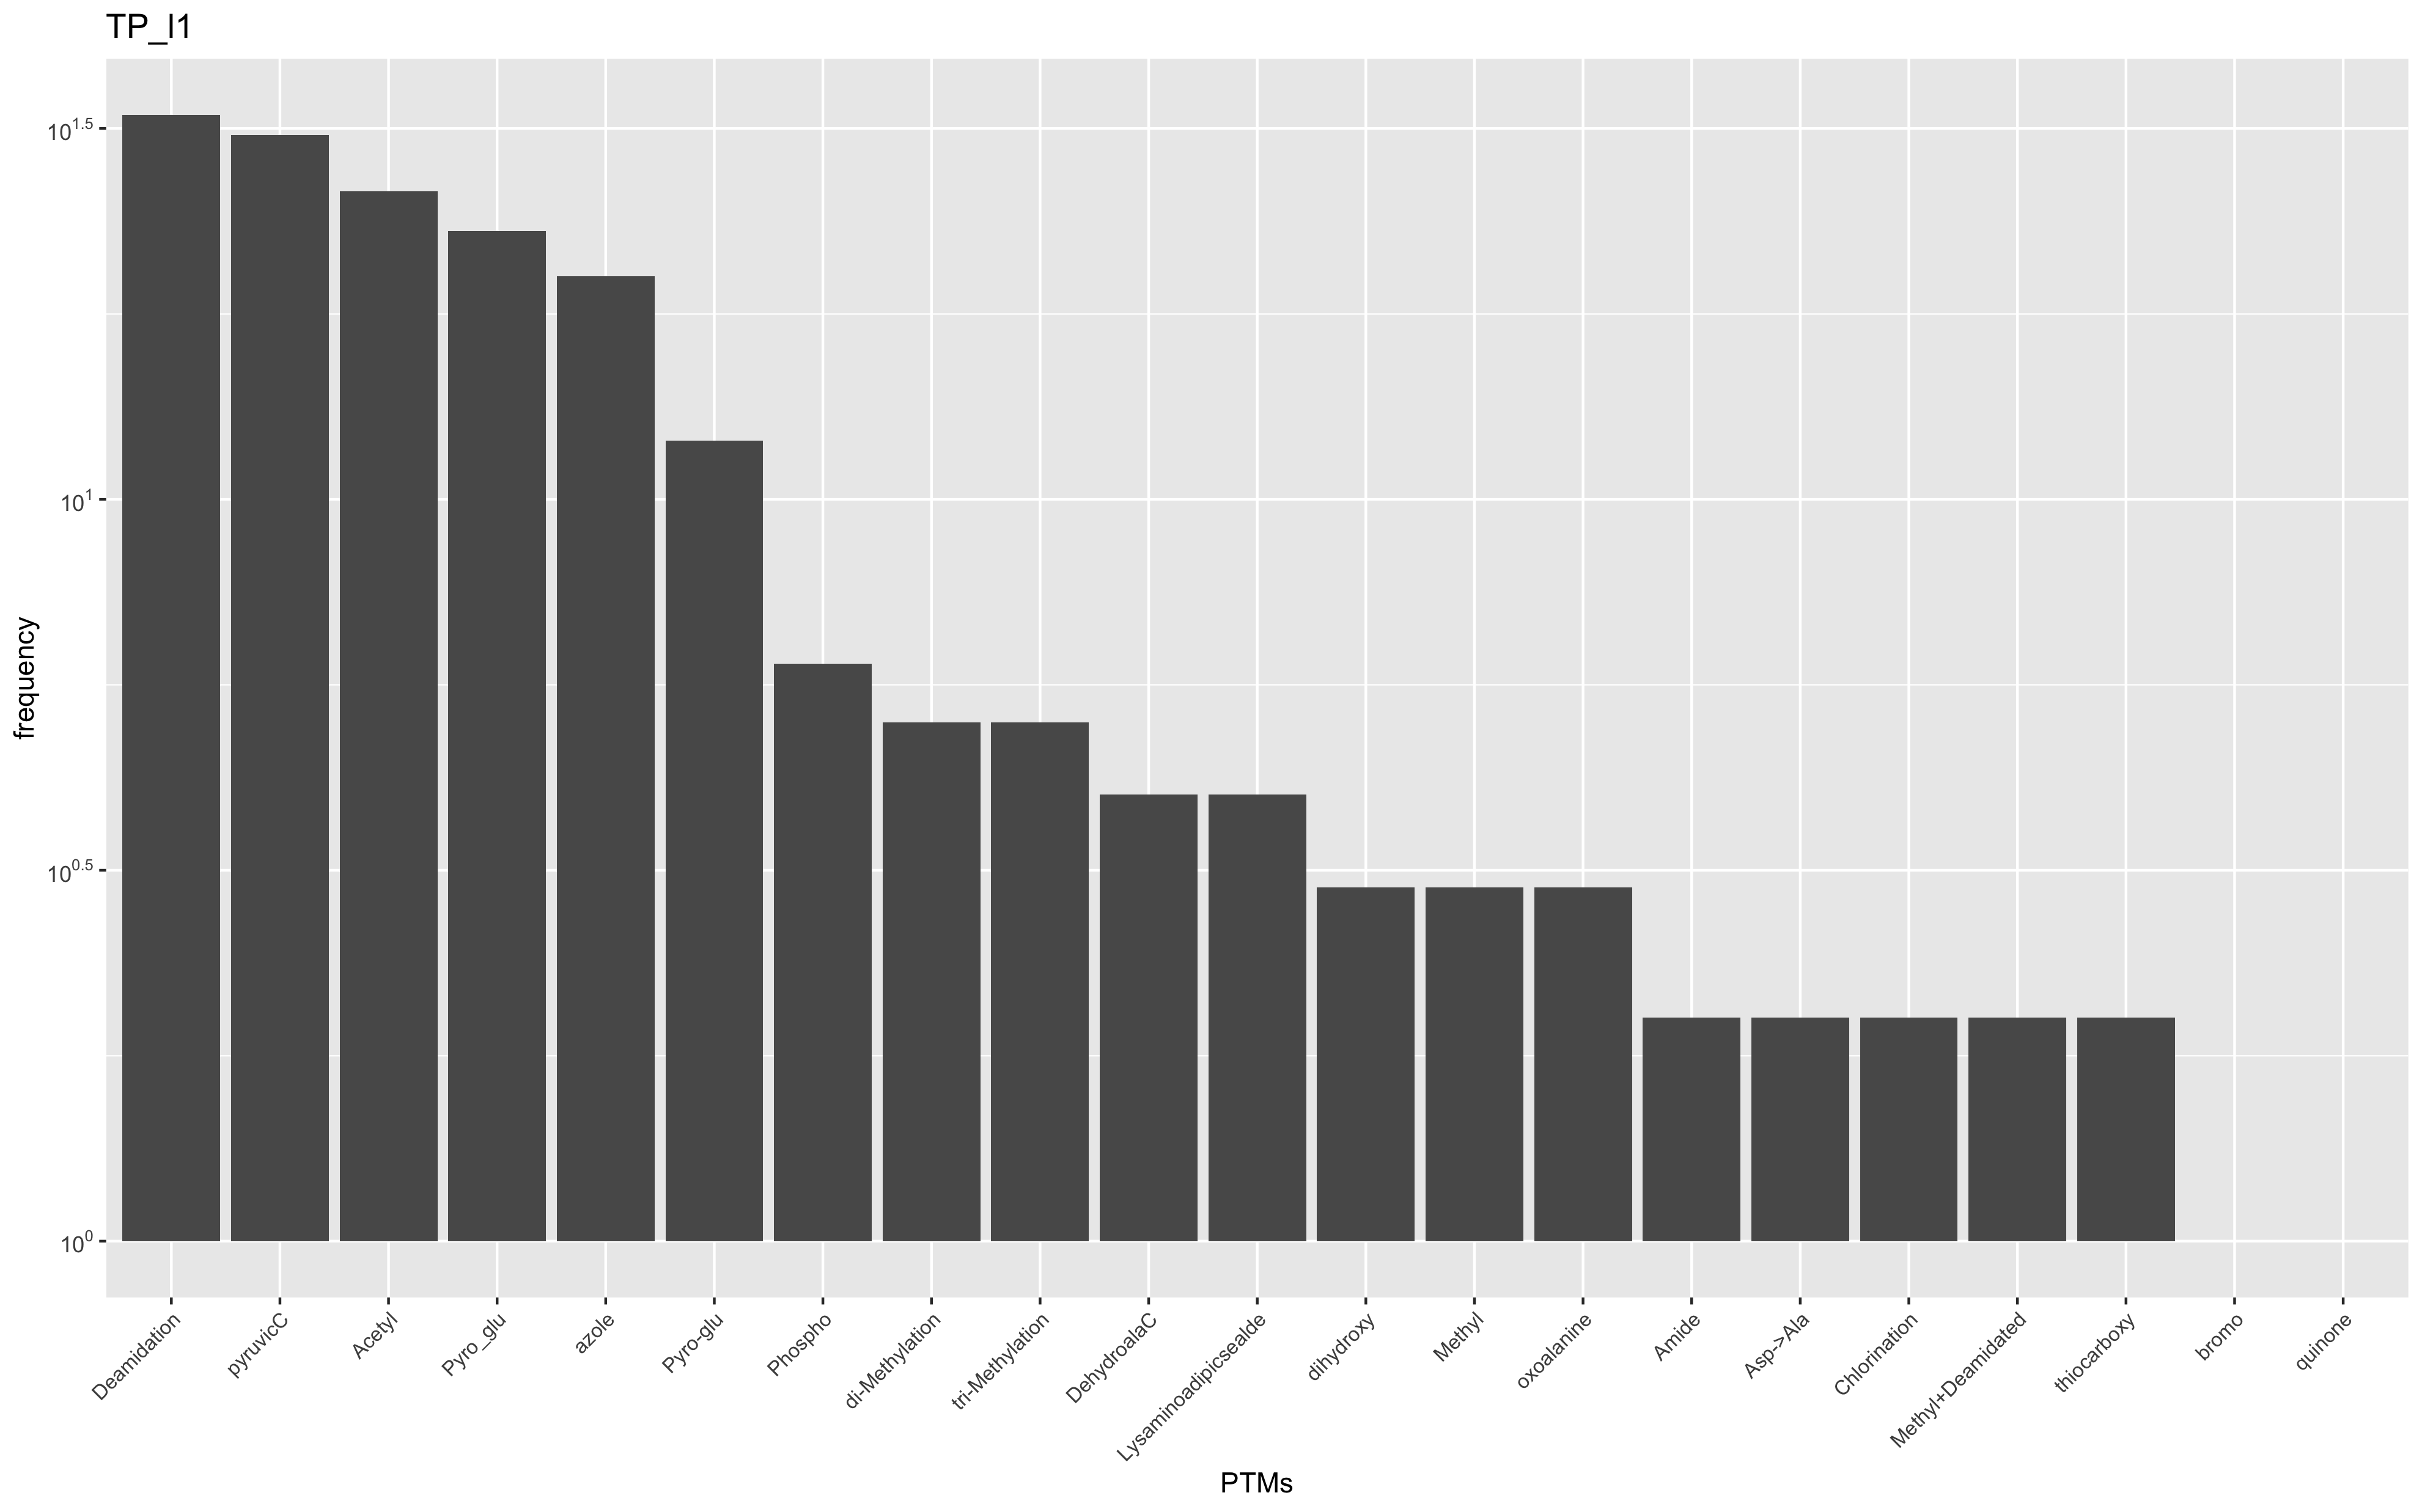 TP_I1
frequency
10^1.5
10^1
10^0.5
10^0
Deamidation
pyruvicC
Acetyl
Pyro_glu
azole
Pyro-glu
Phospho
di-Methylation
tri-Methylation
DehydroalaC
Lysaminoadipicsealde
dihydroxy
Methyl
oxoalanine
Amide
Asp->Ala
Chlorination
Methyl+Deamidated
thiocarboxy
bromo
quinone
PTMs